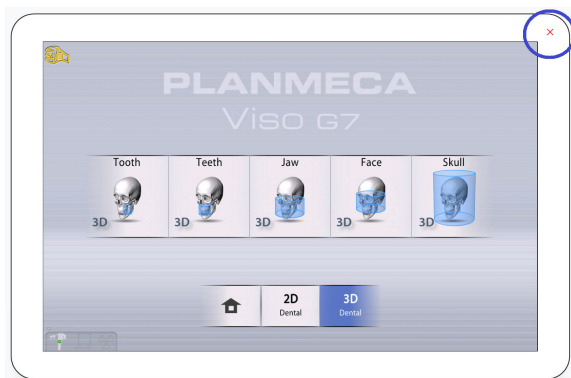 ×
PLANMECA
Viso G7
Tooth Teeth Jaw Face Skull
3D 3D 3D 3D 3D
2D 3D
Dental Dental